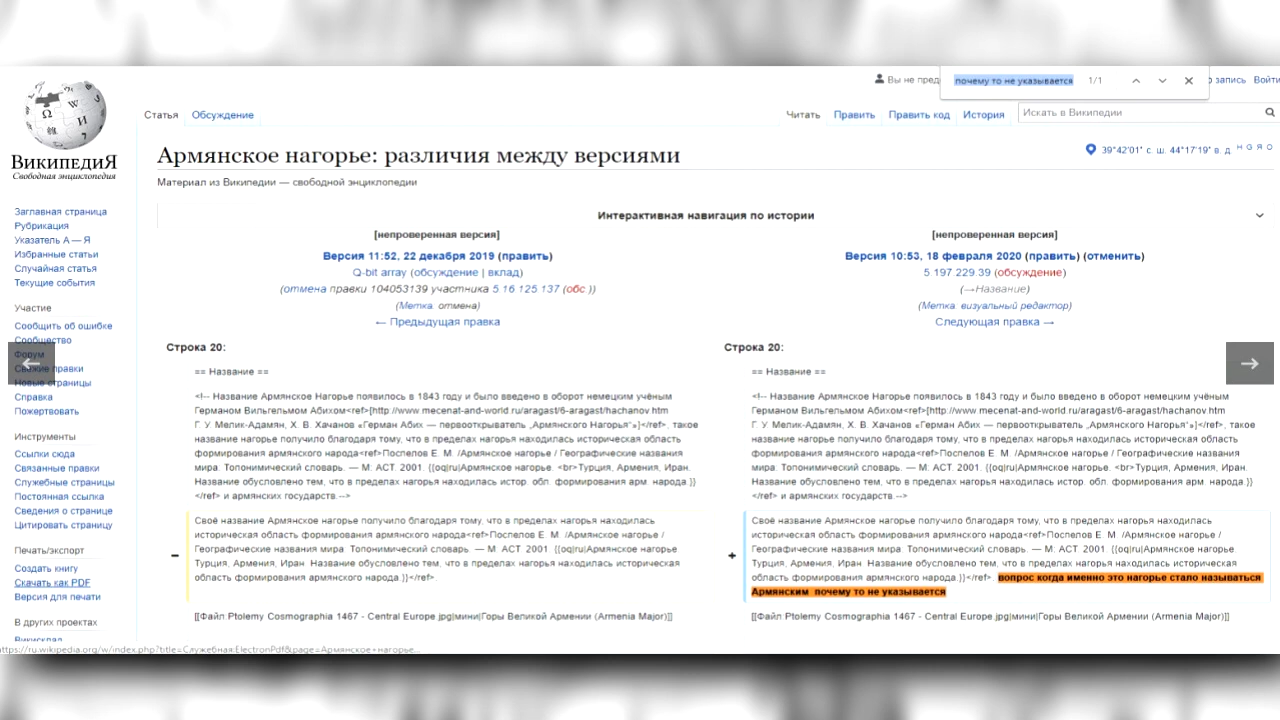 Вы не пред
почему то не указывается 1/1
запись Войти
Статья Обсуждение
Читать Править Править код История
Искать в Википедии
ВикипедиЯ
Свободная энциклопедия
Армянское нагорье: различия между версиями
39°42′01″ с. ш. 44°17′19″ в. д. H G Я O
Материал из Википедии — свободной энциклопедии
Заглавная страница
Рубрикация
Указатель А — Я
Избранные статьи
Случайная статья
Текущие события
Участие
Сообщить об ошибке
Сообщество
Форум
Свежие правки
Новые страницы
Справка
Пожертвовать
Инструменты
Ссылки сюда
Связанные правки
Служебные страницы
Постоянная ссылка
Сведения о странице
Цитировать страницу
Печать/экспорт
Создать книгу
Скачать как PDF
Версия для печати
В других проектах
Викисклад
Интерактивная навигация по истории
[непроверенная версия]
Версия 11:52, 22 декабря 2019 (править)
Q-bit array (обсуждение | вклад)
(отмена правки 104053139 участника 5.16.125.137 (обс.))
(Метка: отмена)
← Предыдущая правка
Строка 20:
== Название ==
<!-- Название Армянское Нагорье появилось в 1843 году и было введено в оборот немецким учёным
Германом Вильгельмом Абихом<ref>[http://www.mecenat-and-world.ru/aragast/6-aragast/hachanov.htm
Г. У. Мелик-Адамян, Х. В. Хачанов «Герман Абих — первооткрыватель „Армянского Нагорья"»]</ref>, такое
название нагорье получило благодаря тому, что в пределах нагорья находилась историческая область
формирования армянского народа<ref>Поспелов Е. М. /Армянское нагорье / Географические названия
мира: Топонимический словарь. — М: АСТ. 2001. {{oq|ru|Армянское нагорье. <br>Турция, Армения, Иран.
Название обусловлено тем, что в пределах нагорья находилась истор. обл. формирования арм. народа.}}
</ref> и армянских государств.-->
− Своё название Армянское нагорье получило благодаря тому, что в пределах нагорья находилась
историческая область формирования армянского народа<ref>Поспелов Е. М. /Армянское нагорье /
Географические названия мира: Топонимический словарь. — М: АСТ. 2001. {{oq|ru|Армянское нагорье.
Турция, Армения, Иран. Название обусловлено тем, что в пределах нагорья находилась историческая
область формирования армянского народа.}}</ref>.
[[Файл:Ptolemy Cosmographia 1467 - Central Europe.jpg|мини|Горы Великой Армении (Armenia Major)]]
[непроверенная версия]
Версия 10:53, 18 февраля 2020 (править) (отменить)
5.197.229.39 (обсуждение)
(→Название)
(Метка: визуальный редактор)
Следующая правка →
Строка 20:
== Название ==
<!-- Название Армянское Нагорье появилось в 1843 году и было введено в оборот немецким учёным
Германом Вильгельмом Абихом<ref>[http://www.mecenat-and-world.ru/aragast/6-aragast/hachanov.htm
Г. У. Мелик-Адамян, Х. В. Хачанов «Герман Абих — первооткрыватель „Армянского Нагорья"»]</ref>, такое
название нагорье получило благодаря тому, что в пределах нагорья находилась историческая область
формирования армянского народа<ref>Поспелов Е. М. /Армянское нагорье / Географические названия
мира: Топонимический словарь. — М: АСТ. 2001. {{oq|ru|Армянское нагорье. <br>Турция, Армения, Иран.
Название обусловлено тем, что в пределах нагорья находилась истор. обл. формирования арм. народа.}}
</ref> и армянских государств.-->
+ Своё название Армянское нагорье получило благодаря тому, что в пределах нагорья находилась
историческая область формирования армянского народа<ref>Поспелов Е. М. /Армянское нагорье /
Географические названия мира: Топонимический словарь. — М: АСТ. 2001. {{oq|ru|Армянское нагорье.
Турция, Армения, Иран. Название обусловлено тем, что в пределах нагорья находилась историческая
область формирования армянского народа.}}</ref>. вопрос когда именно это нагорье стало называться
Армянским почему то не указывается
[[Файл:Ptolemy Cosmographia 1467 - Central Europe.jpg|мини|Горы Великой Армении (Armenia Major)]]
https://ru.wikipedia.org/w/index.php?title=Служебная:ElectronPdf&page=Армянское+нагорье...